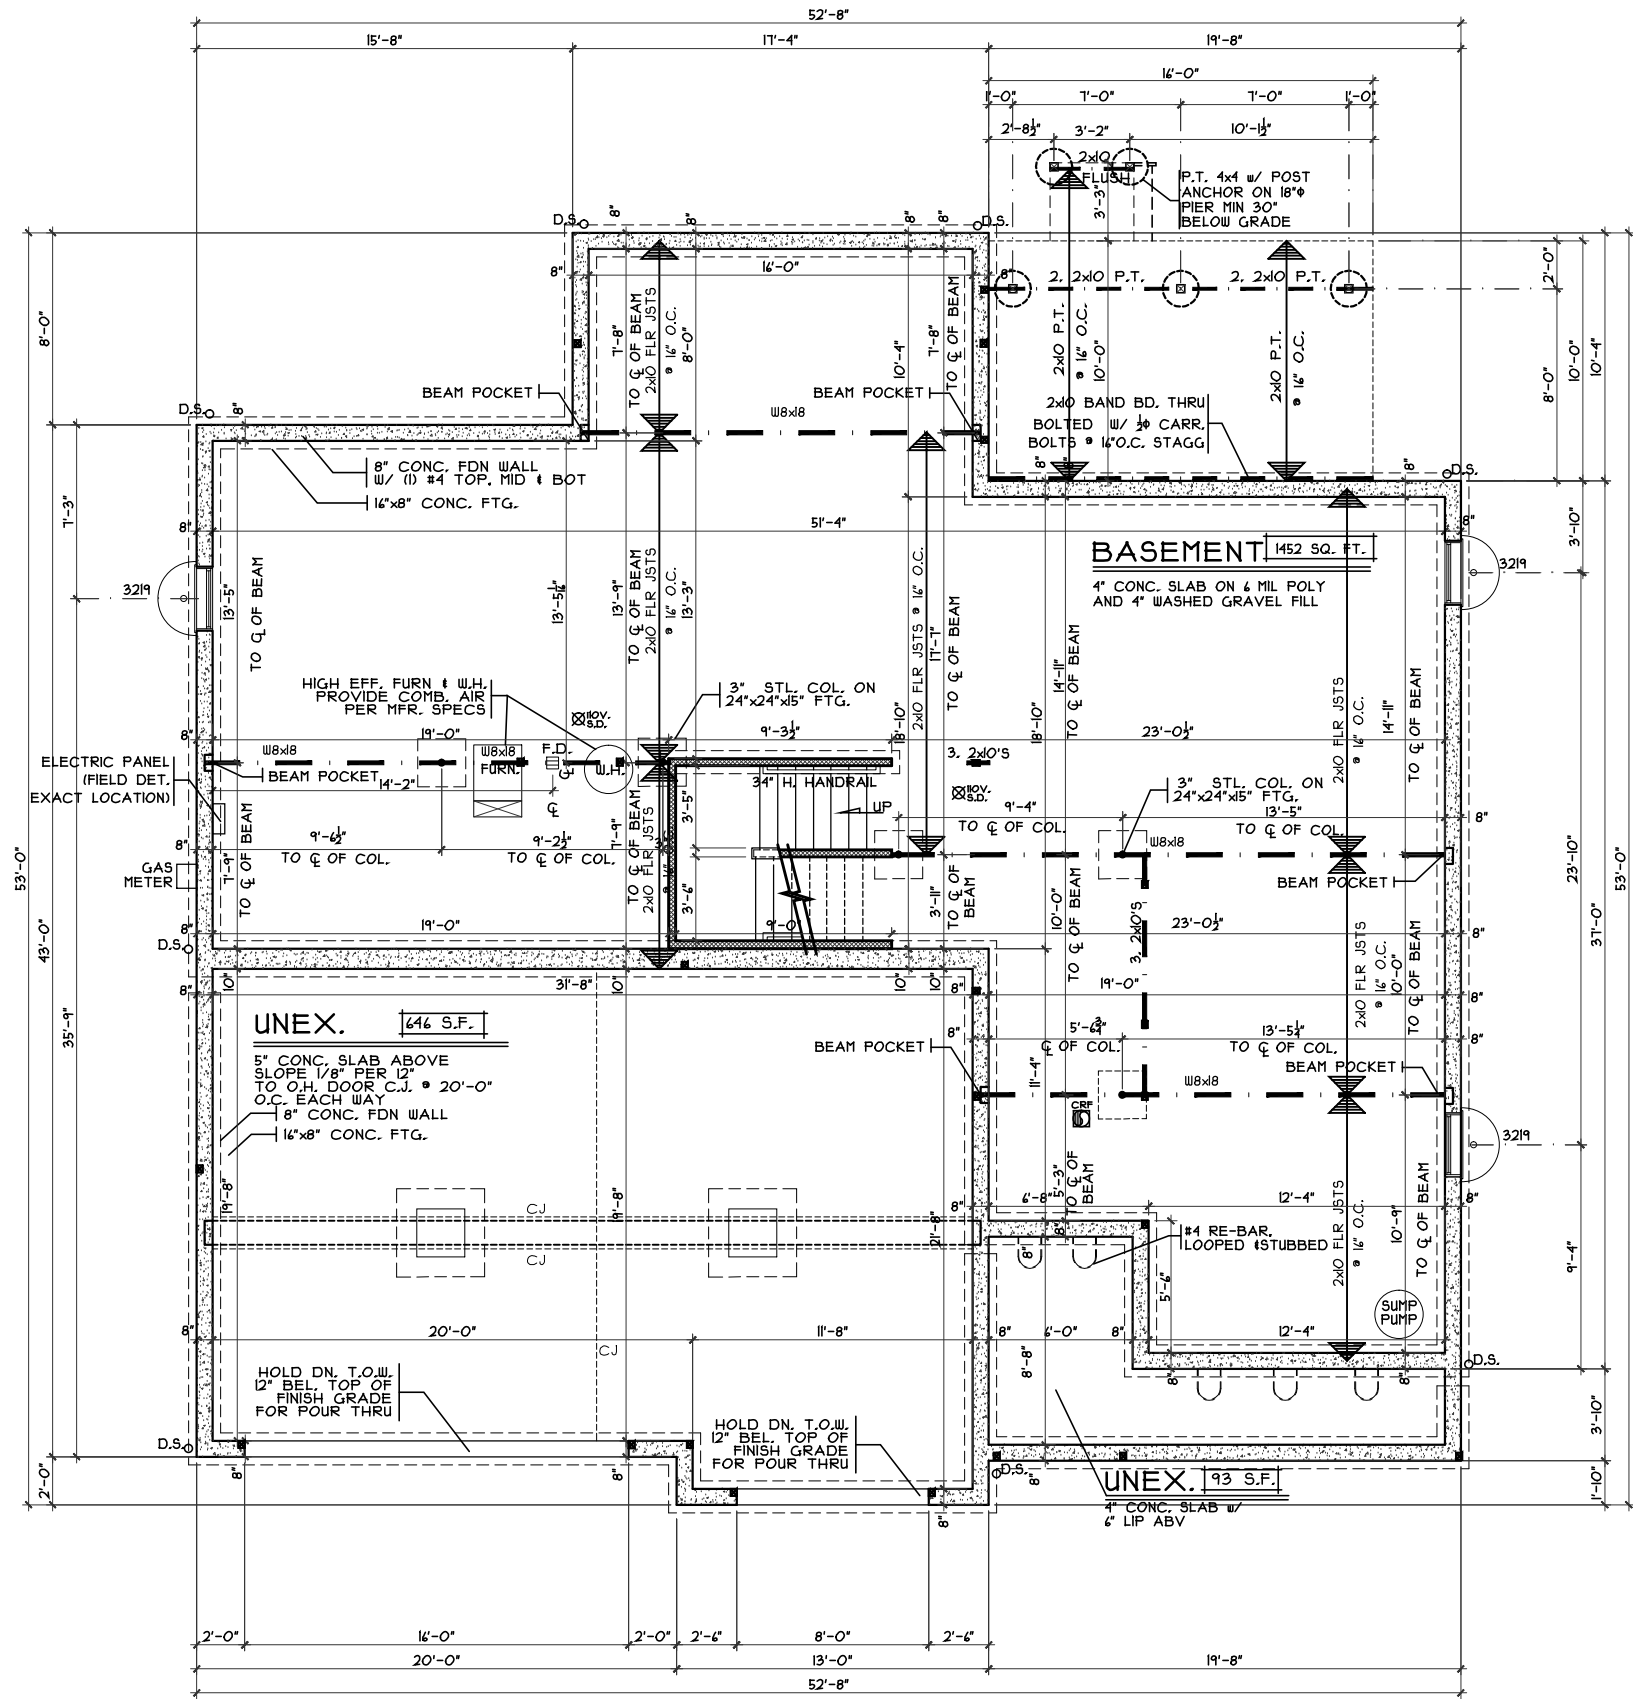 52'-8"
15'-8"
17'-4"
19'-8"
16'-0"
1'-0"
7'-0"
7'-0"
1'-0"
2'-8½"
3'-2"
10'-1½"
2x10
FLUSH
3'-3"
P.T. 4x4 w/ POST
ANCHOR ON 18"ϕ
PIER MIN 30"
BELOW GRADE
D.S.
8"
8"
8"
8"
D.S.
8"
16'-0"
8"
2, 2x10 P.T.
2, 2x10 P.T.
2'-0"
8'-0"
7'-8"
TO ℄ OF BEAM
2x10 FLR JSTS
@ 16" O.C.
8'-0"
10'-4"
7'-8"
TO ℄ OF BEAM
2x10 P.T.
@ 16" O.C.
10'-0"
2x10 P.T.
@ 16" O.C.
8'-0"
10'-0"
10'-4"
BEAM POCKET
BEAM POCKET
W8x18
2x10 BAND BD. THRU
BOLTED W/ ½ϕ CARR.
BOLTS @ 16"O.C. STAGG
D.S.
8"
8" CONC. FDN WALL
W/ (1) #4 TOP, MID & BOT
16"x8" CONC. FTG.
8"
8"
D.S.
7'-3"
8"
51'-4"
8"
3'-10"
BASEMENT
1452 SQ. FT.
4" CONC. SLAB ON 6 MIL POLY
AND 4" WASHED GRAVEL FILL
3219
3219
13'-5"
TO ℄ OF BEAM
13'-9"
TO ℄ OF BEAM
2x10 FLR JSTS
@ 16" O.C.
13'-3"
2x10 FLR JSTS @ 16" O.C.
17'-7"
TO ℄ OF BEAM
14'-11"
TO ℄ OF BEAM
2x10 FLR JSTS
@ 16" O.C.
14'-11"
TO ℄ OF BEAM
HIGH EFF. FURN & W.H.
PROVIDE COMB. AIR
PER MFR. SPECS
110V.
S.D.
3" STL. COL. ON
24"x24"x15" FTG.
8"
19'-0"
9'-3½"
18'-10"
18'-10"
23'-0½"
8"
W8x18
W8x18
FURN.
F.D.
℄
W.H.
3, 2x10'S
ELECTRIC PANEL
(FIELD DET.
EXACT LOCATION)
BEAM POCKET
14'-2"
℄
34" H. HANDRAIL
UP
110V.
S.D.
3" STL. COL. ON
24"x24"x15" FTG.
9'-4"
TO ℄ OF COL.
13'-5"
TO ℄ OF COL.
8"
8"
9'-6½"
TO ℄ OF COL.
9'-2½"
TO ℄ OF COL.
3'-5"
W8x18
BEAM POCKET
GAS
METER
7'-9"
TO ℄ OF BEAM
7'-9"
TO ℄ OF BEAM
2x10 FLR JSTS
@ 16"
3'-6"
3'-11"
TO ℄ OF
BEAM
10'-0"
TO ℄ OF BEAM
3, 2x10'S
23'-10"
53'-0"
43'-0"
53'-0"
37'-0"
D.S.
8"
19'-0"
9'-0"
23'-0½"
8"
2x10 FLR JSTS
@ 16" O.C.
10'-0"
TO ℄ OF BEAM
8"
10"
31'-8"
10"
10"
10"
8"
19'-0"
8"
UNEX.
646 S.F.
5" CONC. SLAB ABOVE
SLOPE 1/8" PER 12"
TO O.H. DOOR C.J. @ 20'-0"
O.C. EACH WAY
8" CONC. FDN WALL
16"x8" CONC. FTG.
35'-9"
BEAM POCKET
8"
5'-6¾"
℄ OF COL.
13'-5¼"
TO ℄ OF COL.
8"
BEAM POCKET
11'-4"
W8x18
CRF
3219
5'-3"
TO ℄ OF
BEAM
19'-8"
19'-8"
21'-8"
CJ
CJ
8"
6'-8"
12'-4"
8"
8"
8"
#4 RE-BAR,
LOOPED & STUBBED
2x10 FLR JSTS
@ 16" O.C.
10'-9"
TO ℄ OF BEAM
5'-6"
9'-4"
SUMP
PUMP
8"
20'-0"
11'-8"
8"
6'-0"
8"
12'-4"
CJ
8'-8"
8"
8"
D.S.
HOLD DN. T.O.W.
12" BEL. TOP OF
FINISH GRADE
FOR POUR THRU
HOLD DN. T.O.W.
12" BEL. TOP OF
FINISH GRADE
FOR POUR THRU
3'-10"
D.S.
8"
8"
D.S.
8"
UNEX.
93 S.F.
4" CONC. SLAB w/
6" LIP ABV
1'-10"
2'-0"
8"
2'-0"
16'-0"
2'-0"
2'-6"
8'-0"
2'-6"
20'-0"
13'-0"
19'-8"
52'-8"